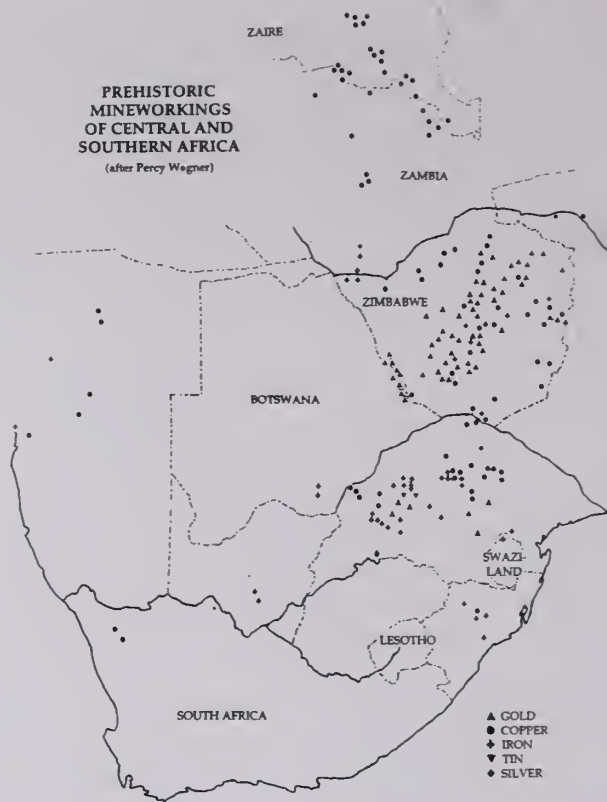 ZAIRE
PREHISTORIC
MINEWORKINGS
OF CENTRAL AND
SOUTHERN AFRICA
(after Percy Wagner)
ZAMBIA
ZIMBABWE
BOTSWANA
SWAZI-
LAND
LESOTHO
SOUTH AFRICA
GOLD
COPPER
IRON
TIN
SILVER